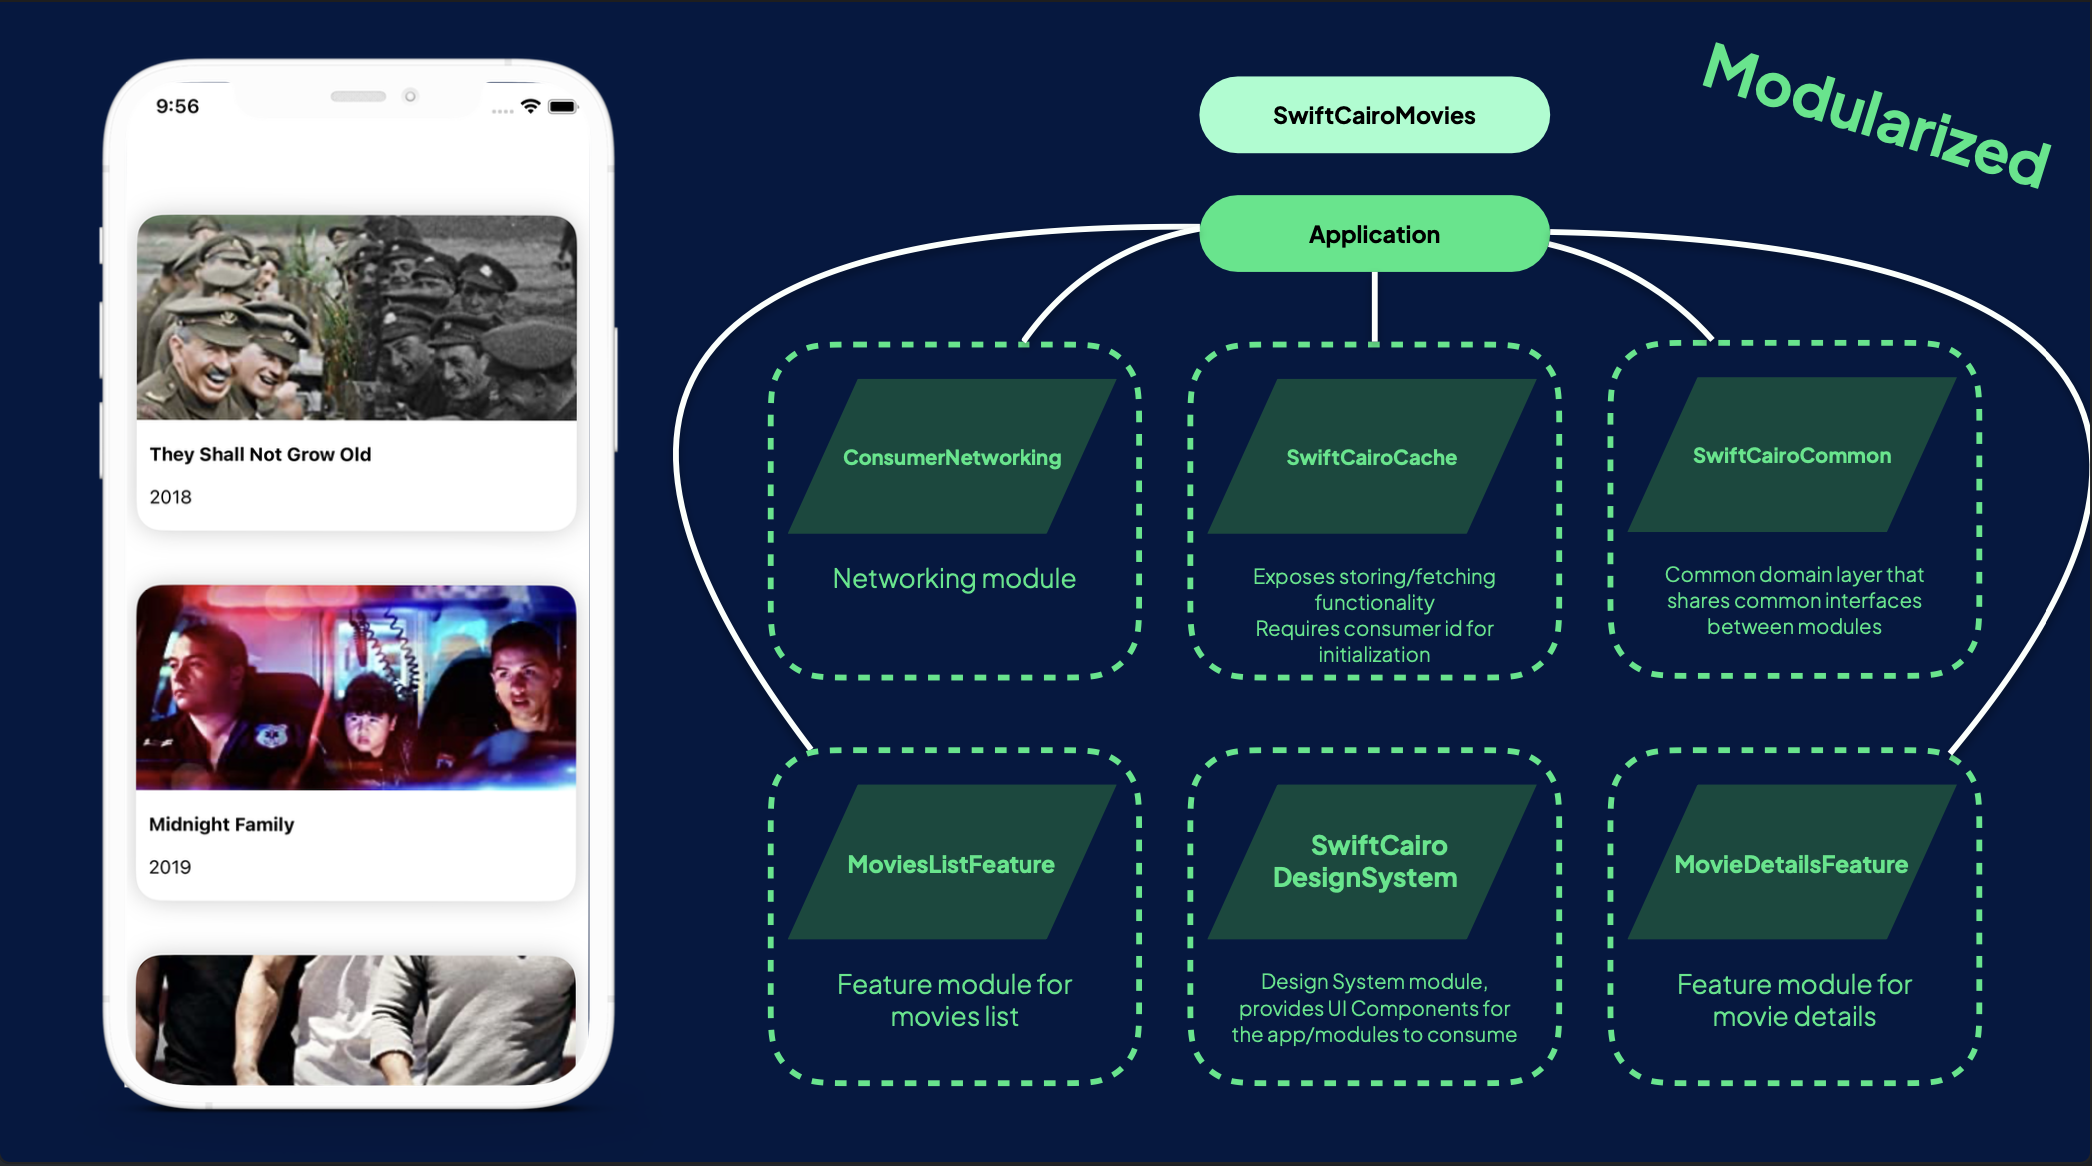 9:56
They Shall Not Grow Old
2018
Midnight Family
2019
Modularized
SwiftCairoMovies
Application
ConsumerNetworking
Networking module
SwiftCairoCache
Exposes storing/fetching
functionality
Requires consumer id for
initialization
SwiftCairoCommon
Common domain layer that
shares common interfaces
between modules
MoviesListFeature
Feature module for
movies list
SwiftCairo
DesignSystem
Design System module,
provides UI Components for
the app/modules to consume
MovieDetailsFeature
Feature module for
movie details